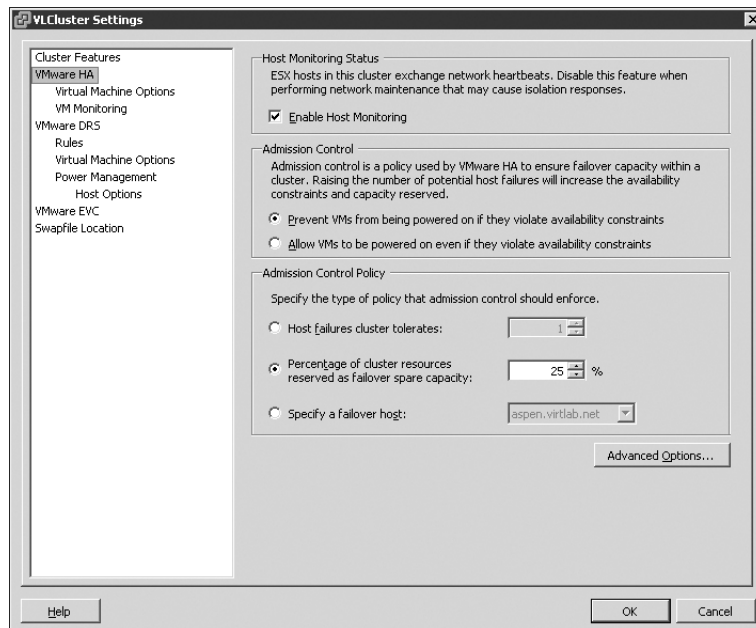 VLCluster Settings
Cluster Features
VMware HA
Virtual Machine Options
VM Monitoring
VMware DRS
Rules
Virtual Machine Options
Power Management
Host Options
VMware EVC
Swapfile Location
Host Monitoring Status
ESX hosts in this cluster exchange network heartbeats. Disable this feature when
performing network maintenance that may cause isolation responses.
Enable Host Monitoring
Admission Control
Admission control is a policy used by VMware HA to ensure failover capacity within a
cluster. Raising the number of potential host failures will increase the availability
constraints and capacity reserved.
Prevent VMs from being powered on if they violate availability constraints
Allow VMs to be powered on even if they violate availability constraints
Admission Control Policy
Specify the type of policy that admission control should enforce.
Host failures cluster tolerates: 1
Percentage of cluster resources
reserved as failover spare capacity: 25 %
Specify a failover host: aspen.virtlab.net
Advanced Options...
Help OK Cancel